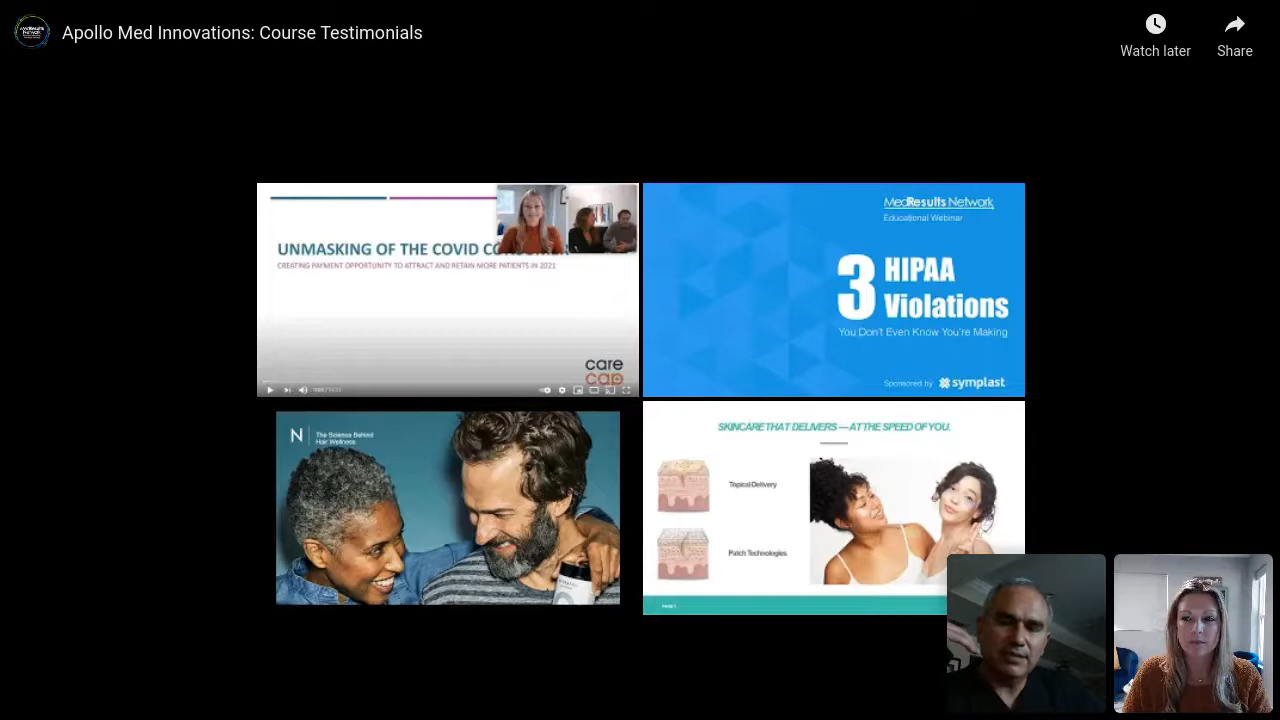 Apollo Med Innovations: Course Testimonials
Watch later
Share
UNMASKING OF THE COVID
CREATING PAYMENT OPPORTUNITY TO ATTRACT AND RETAIN MORE PATIENTS IN 2021
care
cap
MedResults Network
Educational Webinar
3 HIPAA
Violations
You Don't Even Know You're Making
Sponsored by symplast
N The Science Behind
Hair Wellness
SKINCARE THAT DELIVERS — AT THE SPEED OF YOU.
Topical Delivery
Patch Technologies